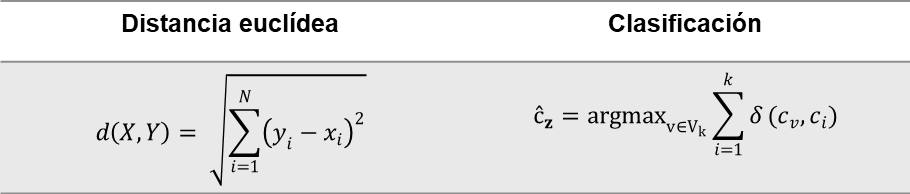 Distancia euclídea
Clasificación
d(X,Y) = √(∑_{i=1}^{N} (y_i − x_i)^2)
ĉ_z = argmax_{v∈V_k} ∑_{i=1}^{k} δ (c_v, c_i)